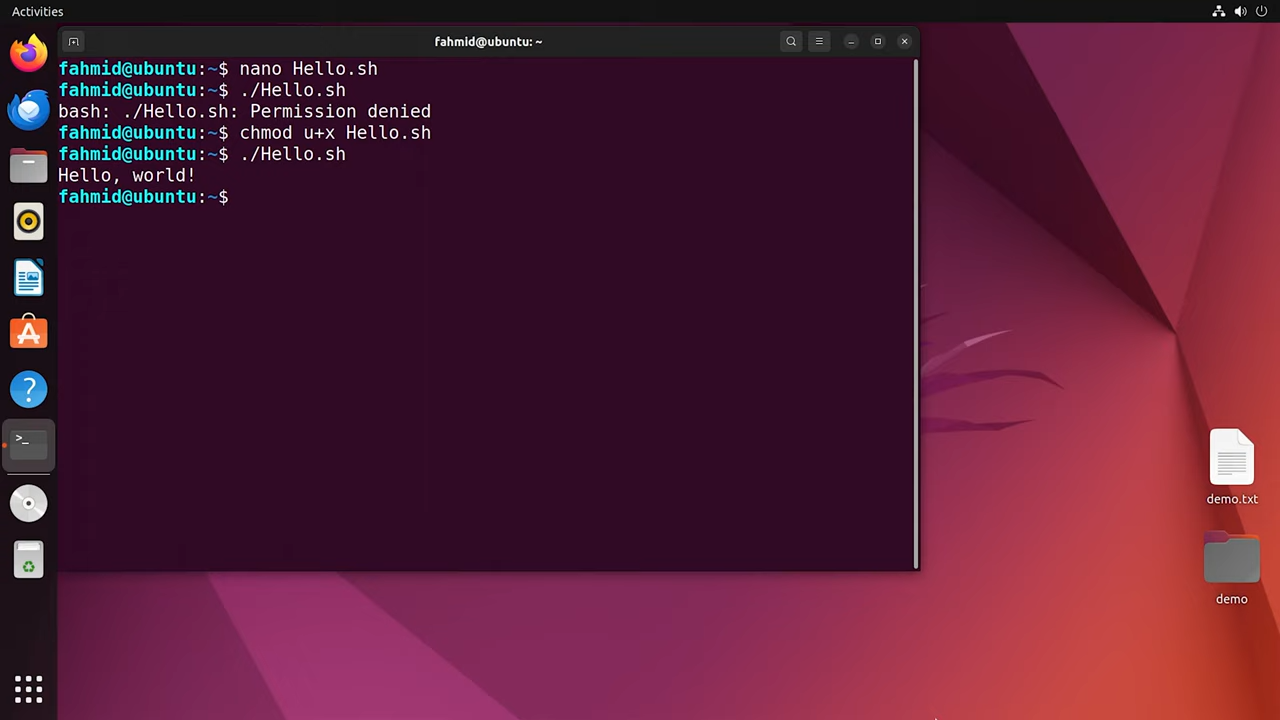 Activities
fahmid@ubuntu: ~
fahmid@ubuntu:~$ nano Hello.sh
fahmid@ubuntu:~$ ./Hello.sh
bash: ./Hello.sh: Permission denied
fahmid@ubuntu:~$ chmod u+x Hello.sh
fahmid@ubuntu:~$ ./Hello.sh
Hello, world!
fahmid@ubuntu:~$
demo.txt
demo